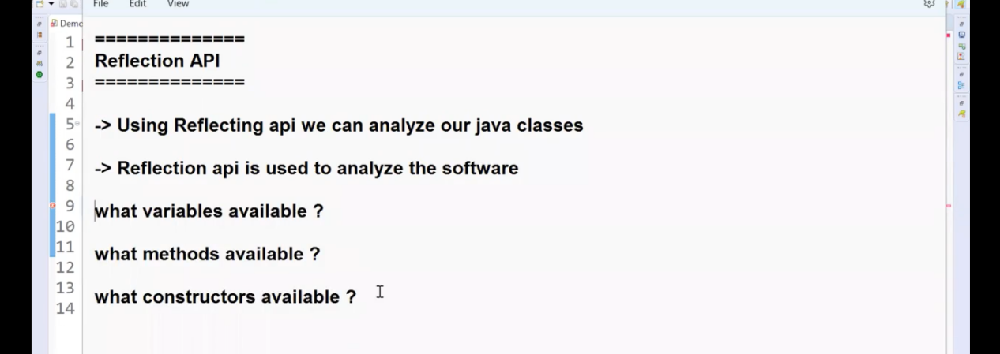 File Edit View
Demo
1
2
3
4
5
6
7
8
9
10
11
12
13
14
==============
Reflection API
==============
-> Using Reflecting api we can analyze our java classes
-> Reflection api is used to analyze the software
what variables available ?
what methods available ?
what constructors available ?